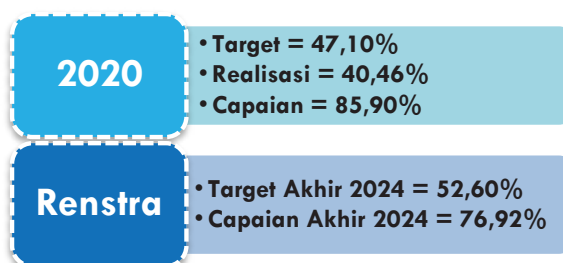 2020
• Target = 47,10%
• Realisasi = 40,46%
• Capaian = 85,90%
Renstra
• Target Akhir 2024 = 52,60%
• Capaian Akhir 2024 = 76,92%